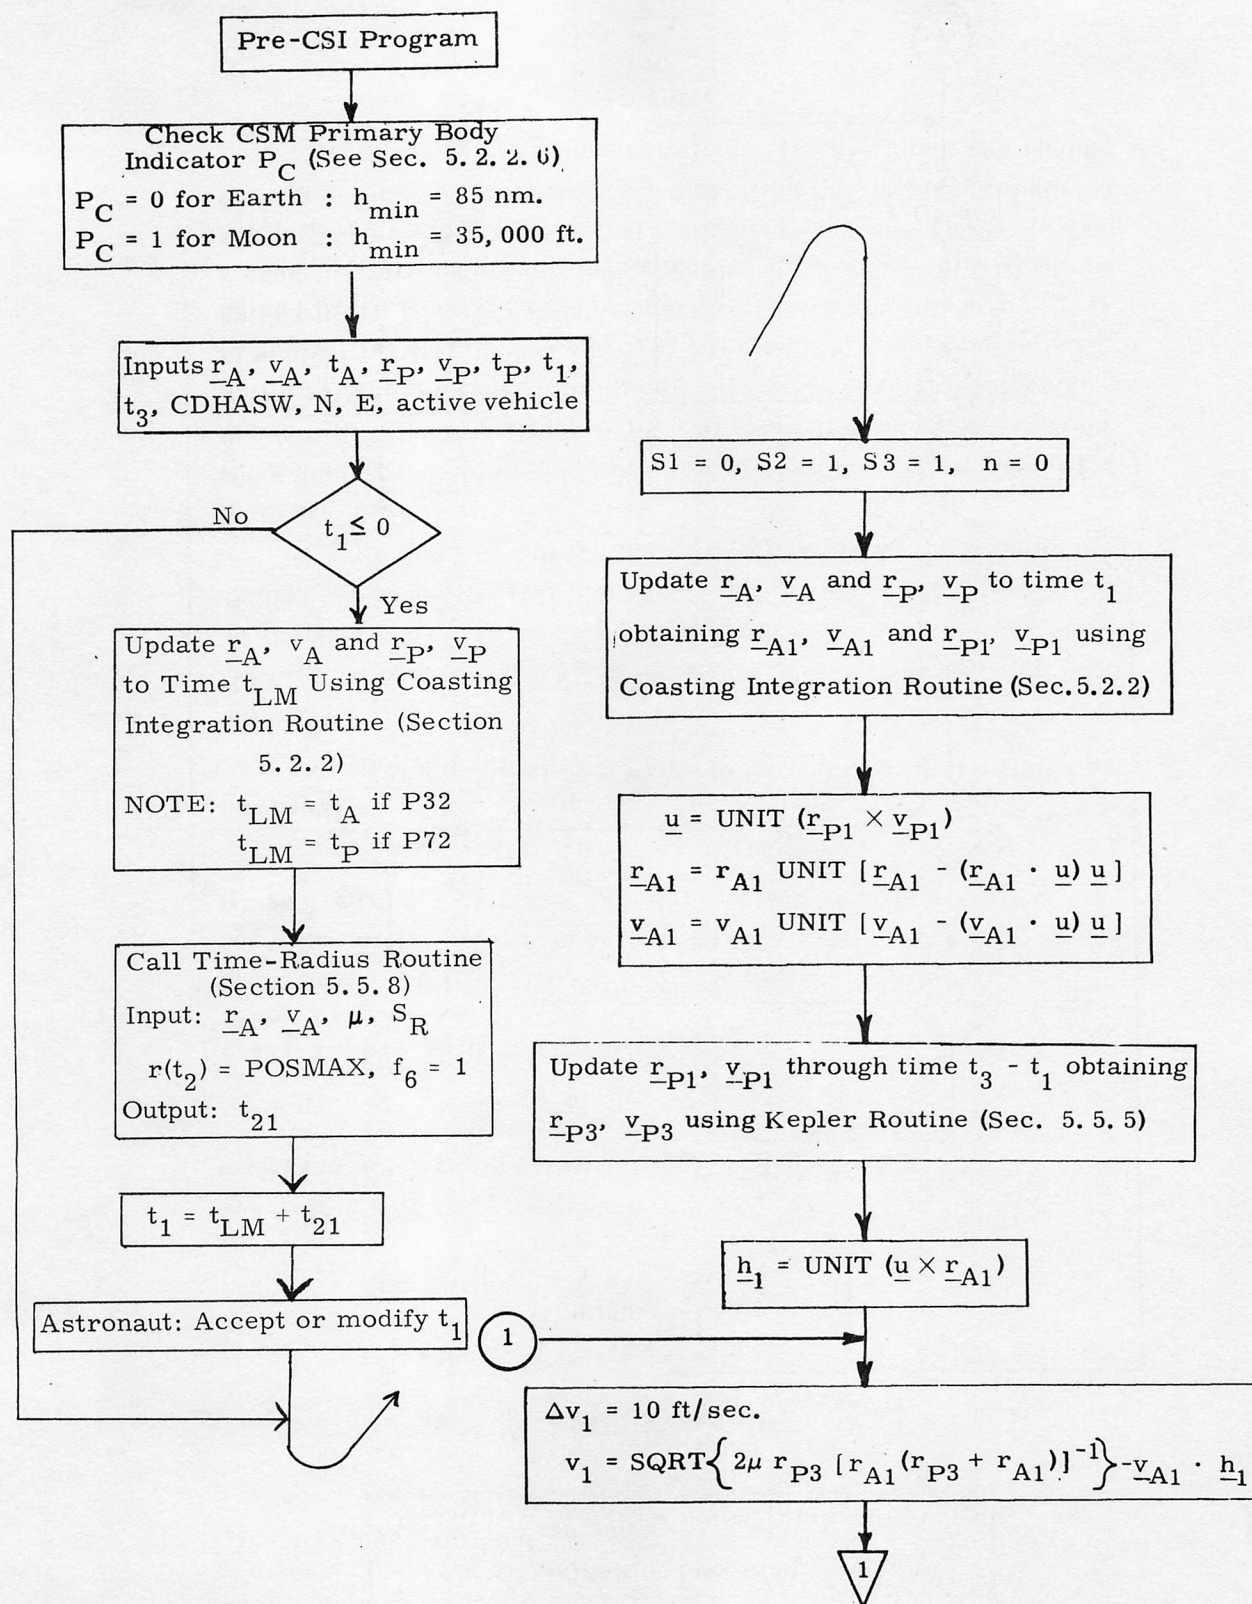 Pre-CSI Program
Check CSM Primary Body
Indicator P_C (See Sec. 5. 2. 2. 6)
P_C = 0 for Earth : h_min = 85 nm.
P_C = 1 for Moon : h_min = 35, 000 ft.
Inputs r_A, v_A, t_A, r_P, v_P, t_P, t_1,
t_3, CDHASW, N, E, active vehicle
t_1 ≤ 0
No
Yes
Update r_A, v_A and r_P, v_P
to Time t_LM Using Coasting
Integration Routine (Section
5. 2. 2)
NOTE: t_LM = t_A if P32
t_LM = t_P if P72
Call Time-Radius Routine
(Section 5. 5. 8)
Input: r_A, v_A, μ, S_R
r(t_2) = POSMAX, f_6 = 1
Output: t_21
t_1 = t_LM + t_21
Astronaut: Accept or modify t_1
S1 = 0, S2 = 1, S3 = 1, n = 0
Update r_A, v_A and r_P, v_P to time t_1
obtaining r_A1, v_A1 and r_P1, v_P1 using
Coasting Integration Routine (Sec. 5.2.2)
u = UNIT (r_P1 × v_P1)
r_A1 = r_A1 UNIT [r_A1 - (r_A1 · u) u]
v_A1 = v_A1 UNIT [v_A1 - (v_A1 · u) u]
Update r_P1, v_P1 through time t_3 - t_1 obtaining
r_P3, v_P3 using Kepler Routine (Sec. 5. 5. 5)
h_1 = UNIT (u × r_A1)
1
Δv_1 = 10 ft/sec.
v_1 = SQRT{2μ r_P3 [r_A1 (r_P3 + r_A1)]^-1} - v_A1 · h_1
1